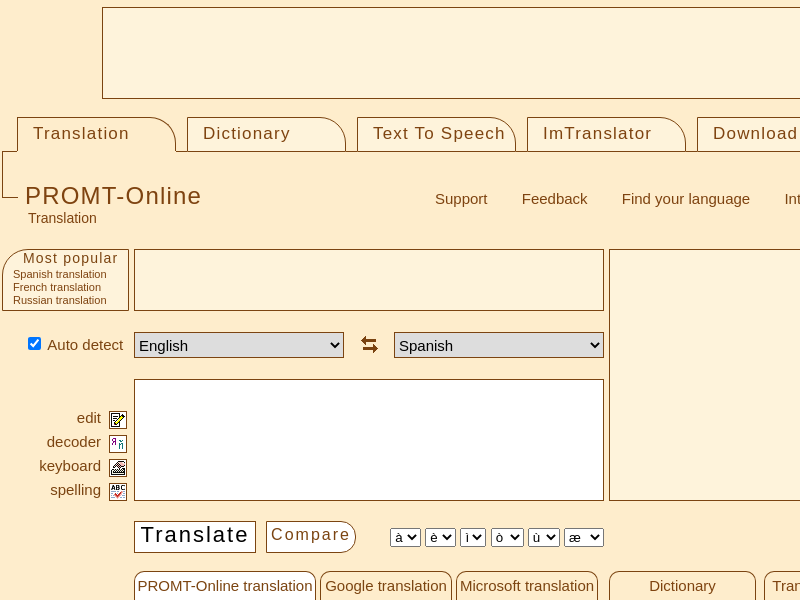 Translation Dictionary Text To Speech ImTranslator Download
PROMT-Online
Translation
Support Feedback Find your language Int
Most popular
Spanish translation
French translation
Russian translation
Auto detect English Spanish
edit
decoder
keyboard
spelling
Translate Compare à è ì ò ù æ
PROMT-Online translation Google translation Microsoft translation Dictionary Tran